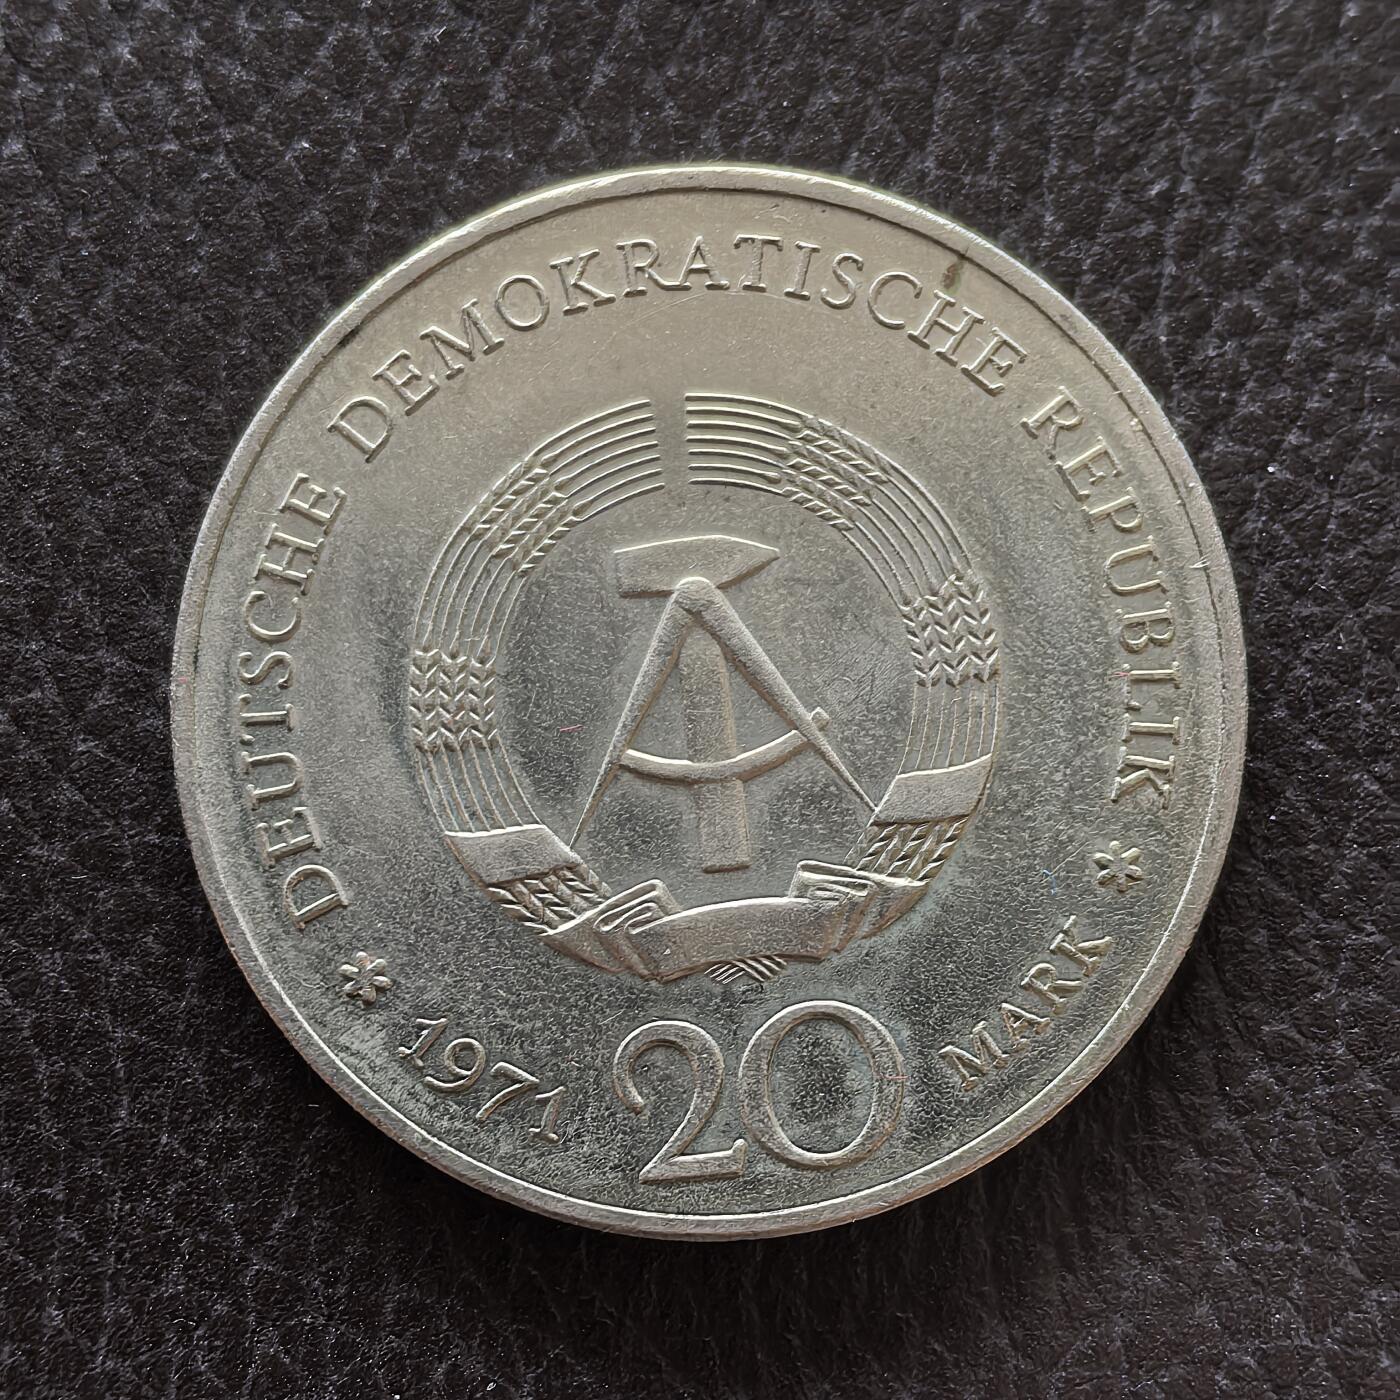 DEUTSCHE DEMOKRATISCHE REPUBLIK
* 1971 20 MARK *